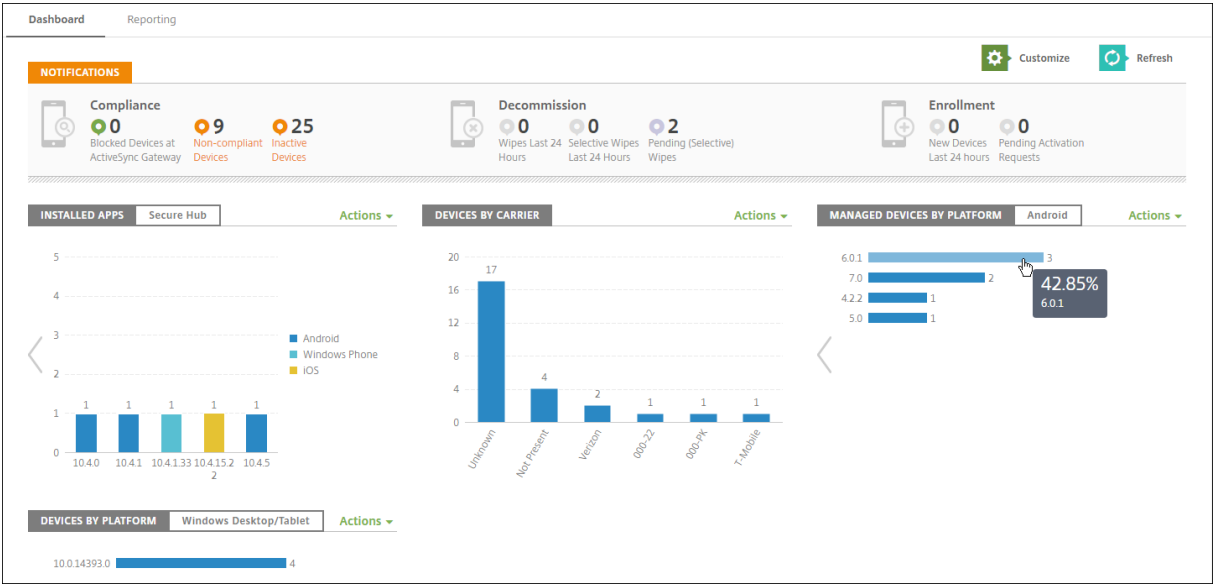 Dashboard
Reporting
Customize
Refresh
NOTIFICATIONS
Compliance
0
Blocked Devices at
ActiveSync Gateway
9
Non-compliant
Devices
25
Inactive
Devices
Decommission
0
Wipes Last 24
Hours
0
Selective Wipes
Last 24 Hours
2
Pending (Selective)
Wipes
Enrollment
0
New Devices
Last 24 hours
0
Pending Activation
Requests
INSTALLED APPS
Secure Hub
Actions
5
4
3
2
1
0
1
1
1
1
1
10.4.0
10.4.1
10.4.1.33
10.4.15.2
2
10.4.5
Android
Windows Phone
iOS
DEVICES BY CARRIER
Actions
20
16
12
8
4
0
17
4
2
1
1
1
Unknown
Not Present
Verizon
000-22
000-PK
T-Mobile
MANAGED DEVICES BY PLATFORM
Android
Actions
6.0.1 3
7.0 2
4.2.2 1
5.0 1
42.85%
6.0.1
DEVICES BY PLATFORM
Windows Desktop/Tablet
Actions
10.0.14393.0 4